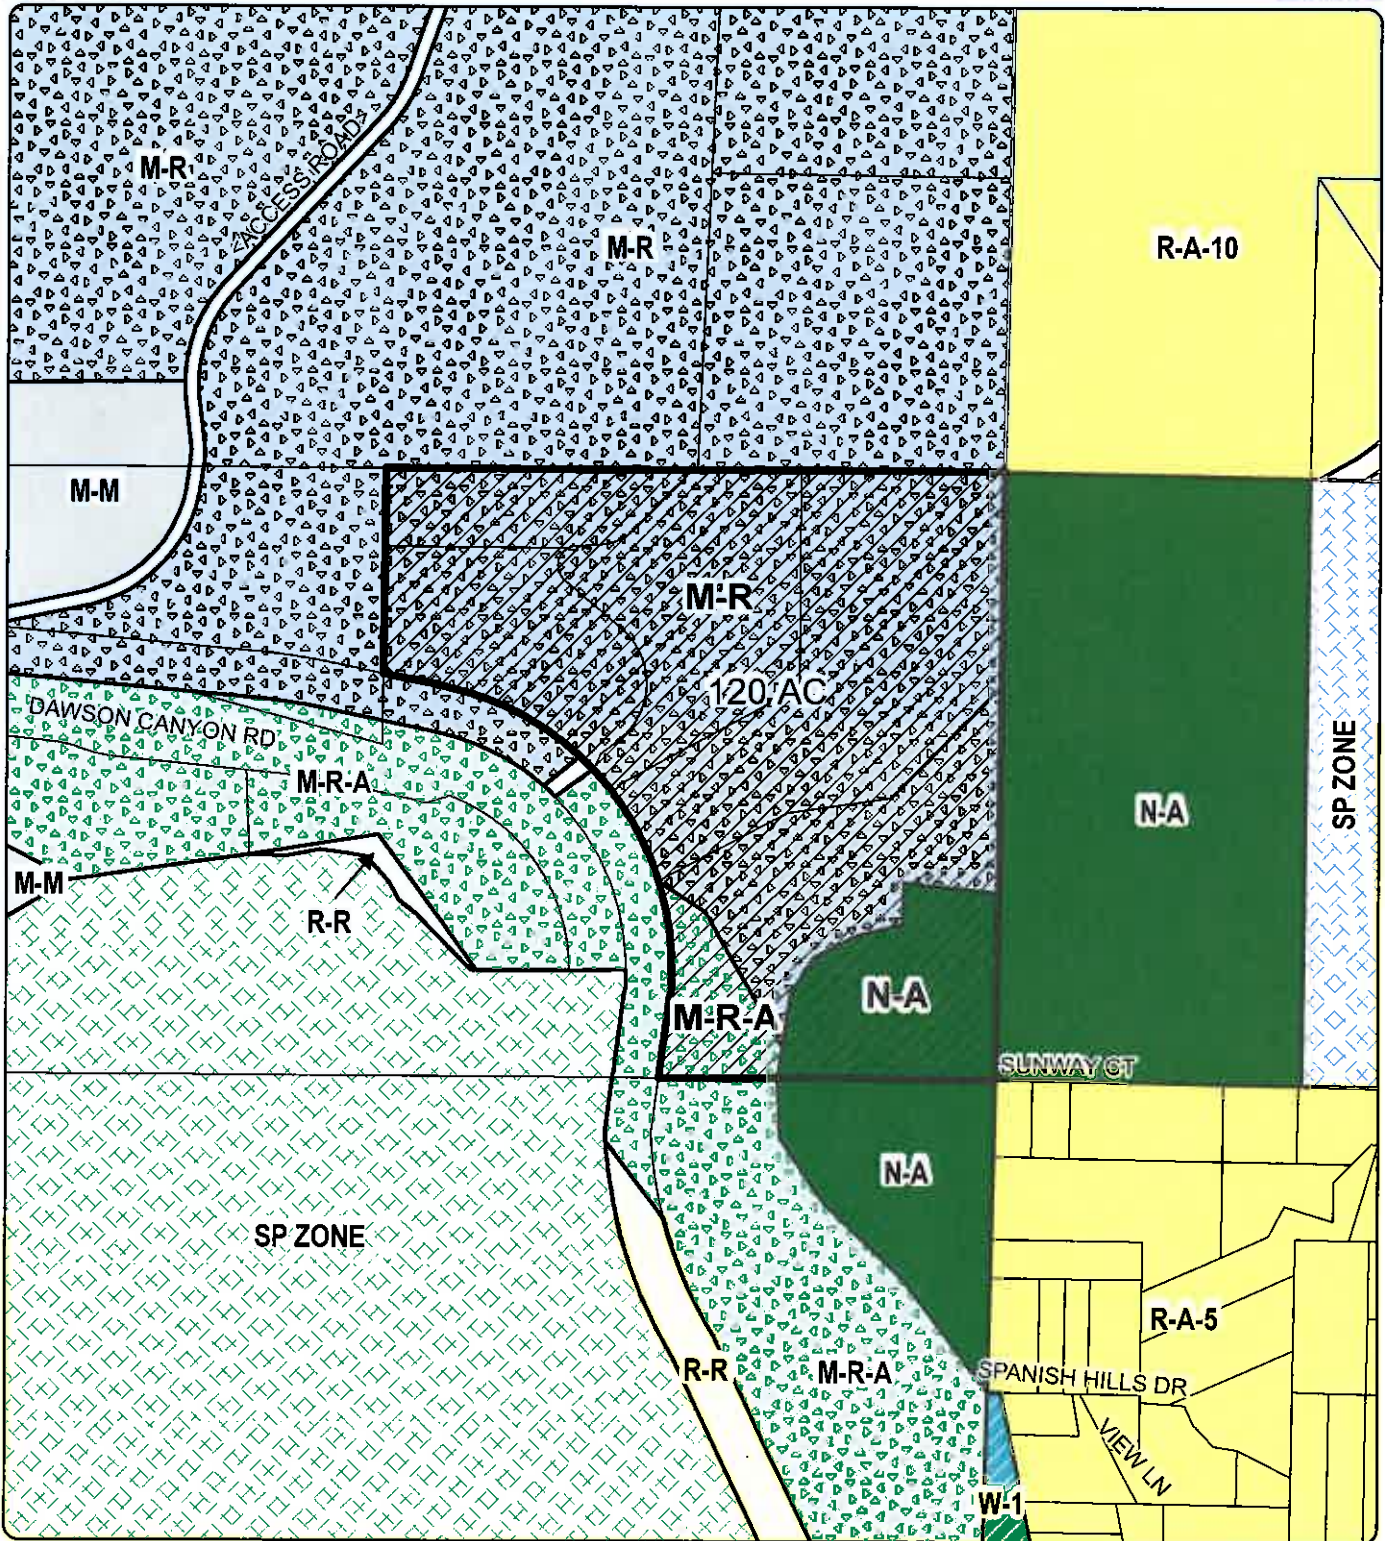 M-R
<ACCESS ROAD>
M-R
R-A-10
M-M
M-R
120 AC
DAWSON CANYON RD
M-R-A
N-A
SP ZONE
M-M
R-R
N-A
M-R-A
SUNWAY CT
N-A
SP ZONE
R-A-5
R-R
M-R-A
SPANISH HILLS DR
VIEW LN
W-1